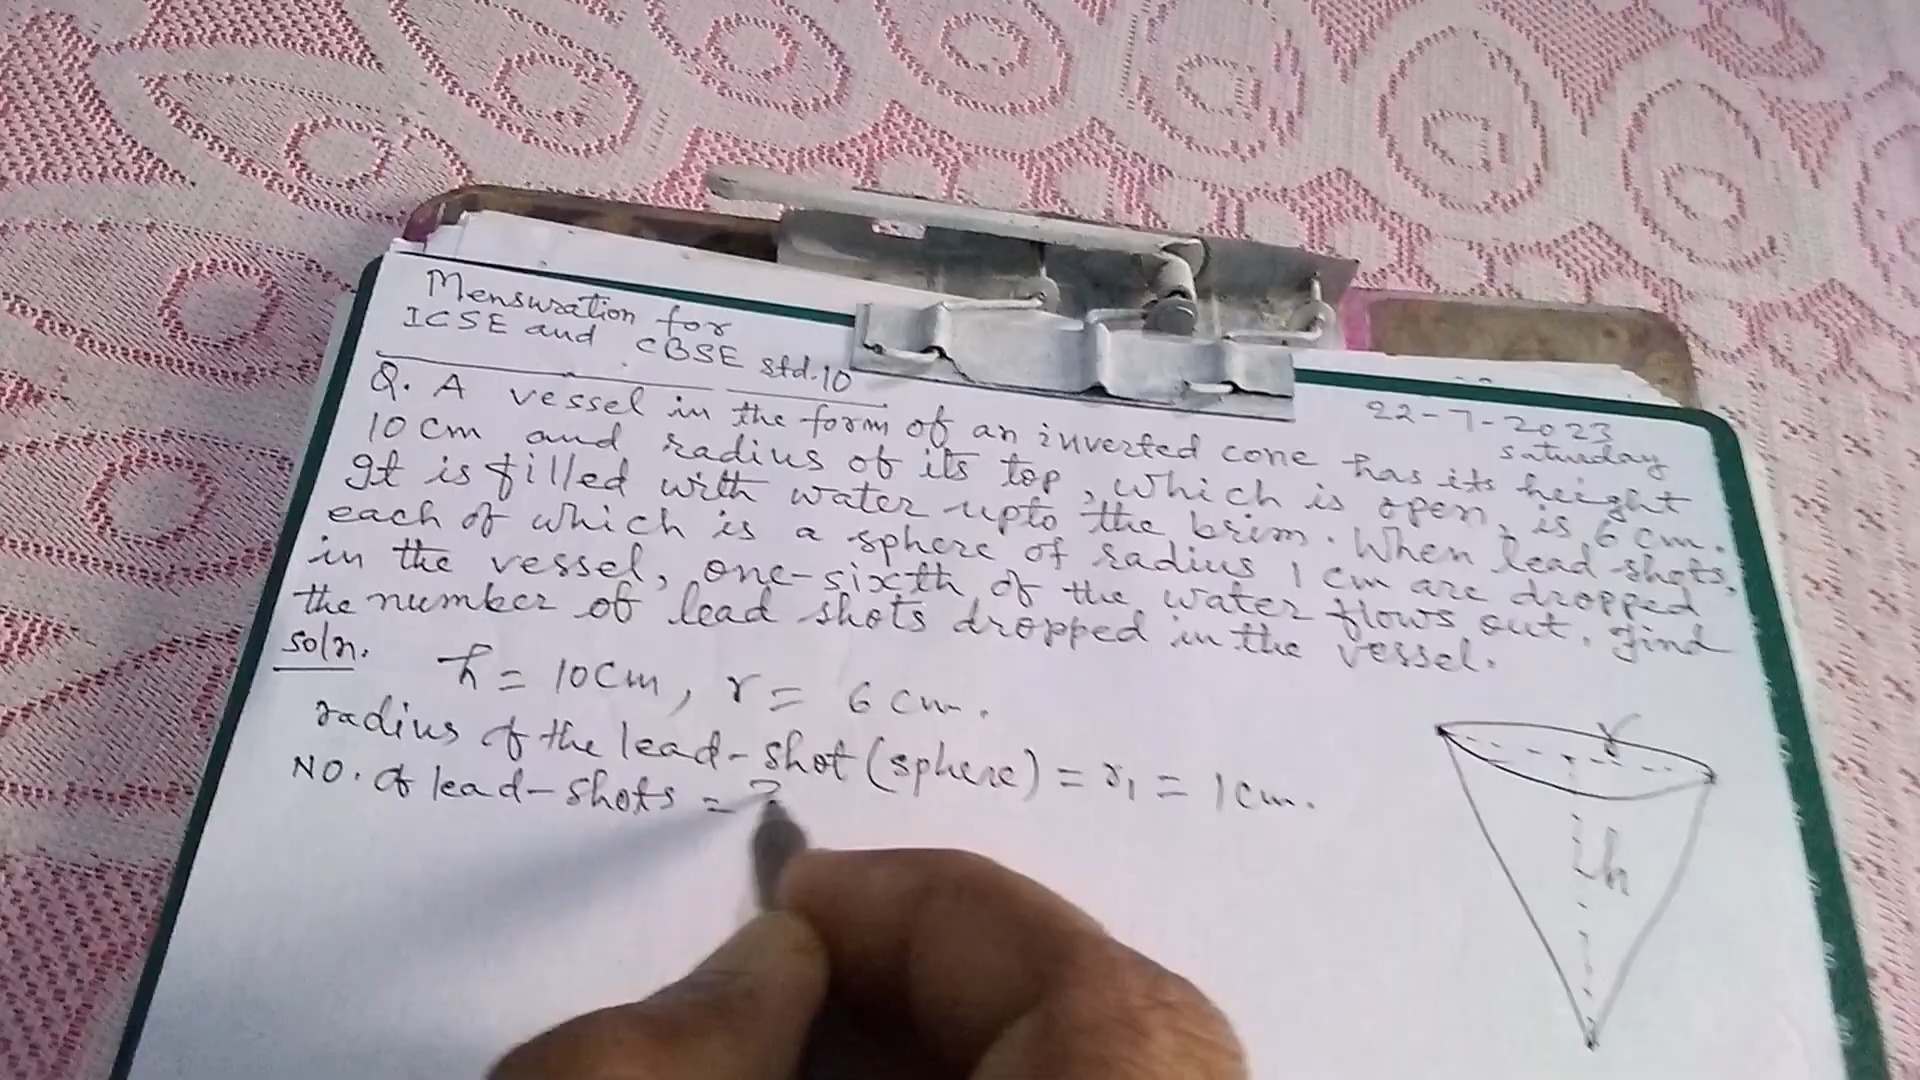 Mensuration for
ICSE and CBSE std.10
22-7-2023
saturday
Q. A vessel in the form of an inverted cone has its height
10 cm and radius of its top, which is open, is 6 cm.
It is filled with water upto the brim. When lead shots,
each of which is a sphere of radius 1 cm are dropped
in the vessel, one-sixth of the water flows out. find
the number of lead shots dropped in the vessel.
soln.
h = 10 cm, r = 6 cm.
radius of the lead-shot (sphere) = r₁ = 1 cm.
NO. of lead-shots = ?
r
h